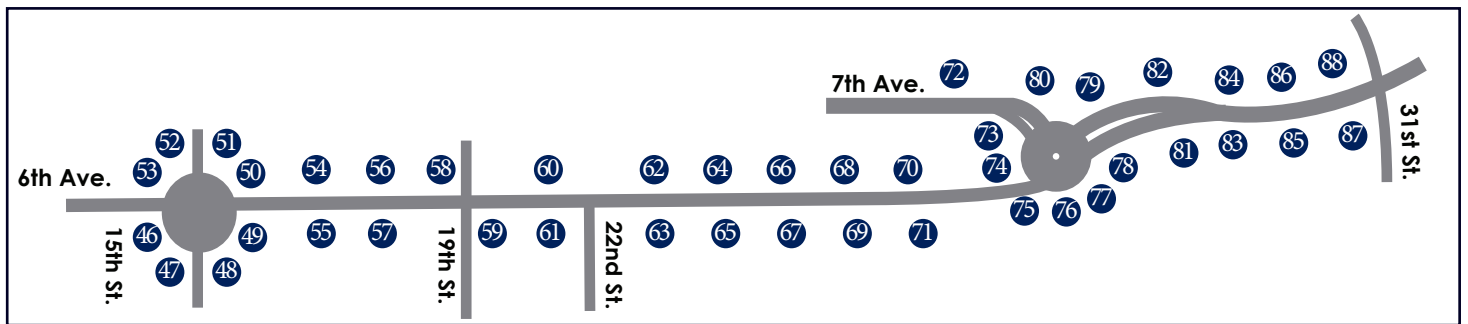 72 80 79 82 84 86 88
7th Ave.
31st St.
73 74 75 76 77 78 81 83 85 87
52 51
53 50 54 56 58 60 62 64 66 68 70
6th Ave.
46 49 55 57 59 61 63 65 67 69 71
47 48
15th St.
19th St.
22nd St.